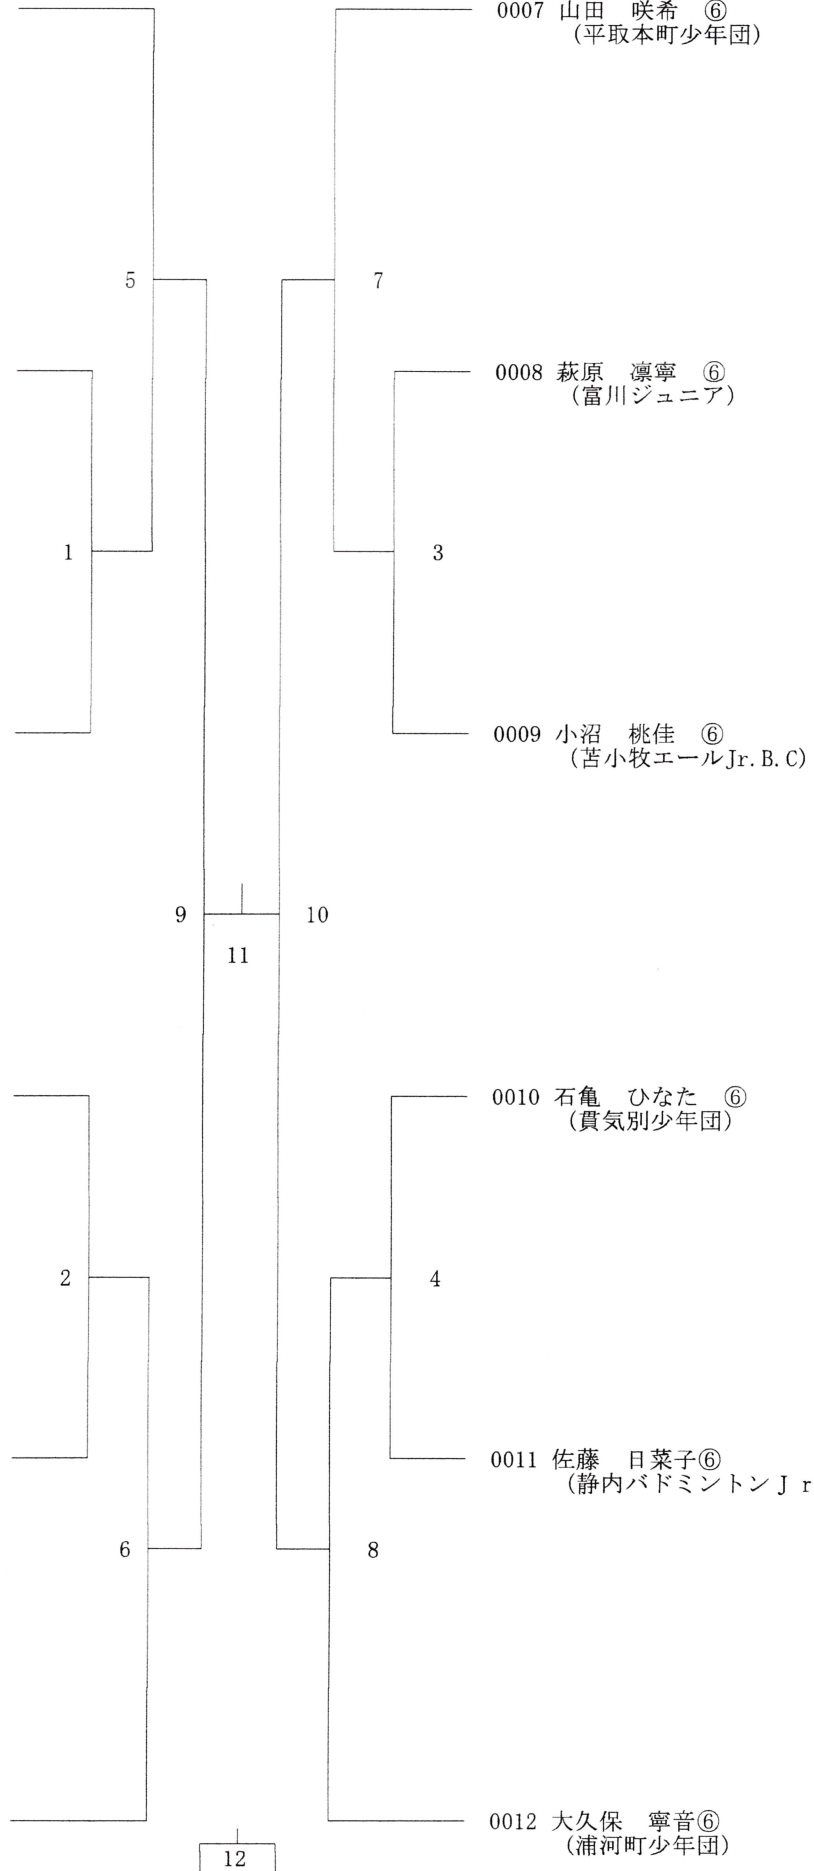 0007 山田　咲希　⑥
(平取本町少年団)
5
7
0008 萩原　凛寧　⑥
(富川ジュニア)
1
3
0009 小沼　桃佳　⑥
(苫小牧エールJr.B.C)
9
10
11
0010 石亀　ひなた　⑥
(貫気別少年団)
2
4
0011 佐藤　日菜子⑥
(静内バドミントンＪｒ
6
8
0012 大久保　寧音⑥
(浦河町少年団)
12